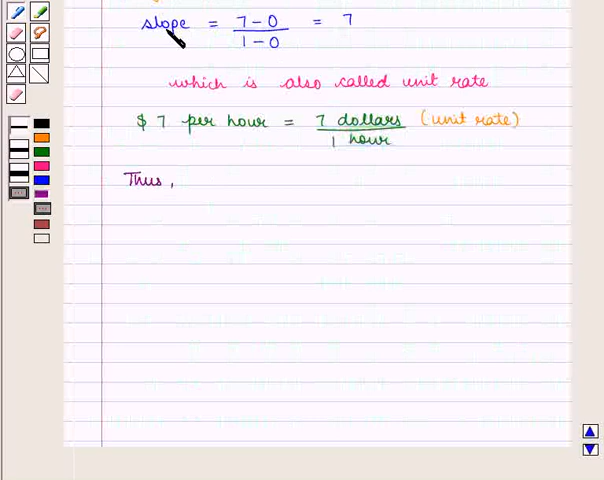 slope = 7-0 / 1-0 = 7
which is also called unit rate
$ 7 per hour = 7 dollars / 1 hour (unit rate)
Thus,